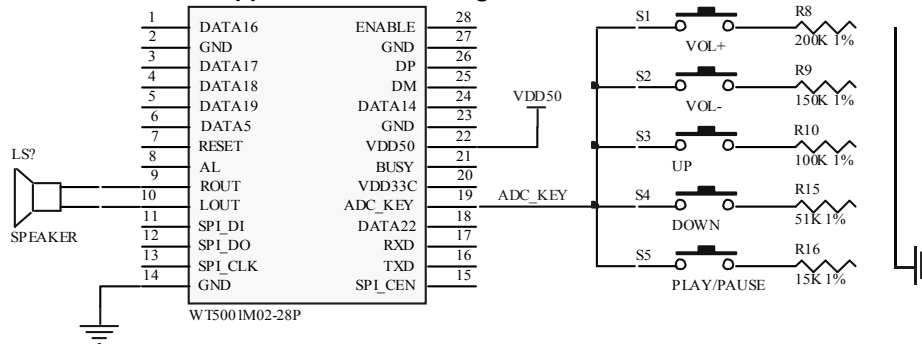 1 DATA16 ENABLE 28
2 GND GND 27
3 DATA17 DP 26
4 DATA18 DM 25
5 DATA19 DATA14 24
6 DATA5 GND 23
7 RESET VDD50 22
8 AL BUSY 21
9 ROUT VDD33C 20
10 LOUT ADC_KEY 19
11 SPI_DI DATA22 18
12 SPI_DO RXD 17
13 SPI_CLK TXD 16
14 GND SPI_CEN 15
WT5001M02-28P
LS?
SPEAKER
VDD50
ADC_KEY
S1 R8
VOL+ 200K 1%
S2 R9
VOL- 150K 1%
S3 R10
UP 100K 1%
S4 R15
DOWN 51K 1%
S5 R16
PLAY/PAUSE 15K 1%